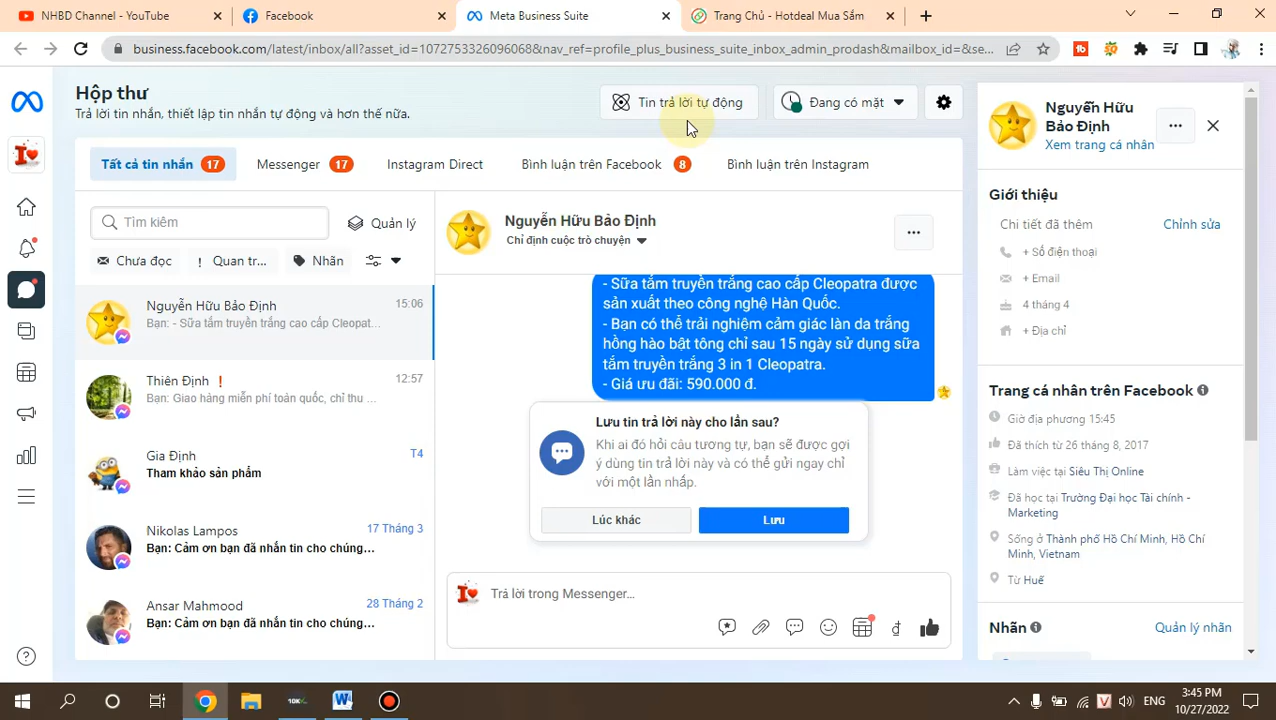 NHBD Channel - YouTube
Facebook
Meta Business Suite
Trang Chủ - Hotdeal Mua Sắm
business.facebook.com/latest/inbox/all?asset_id=1072753326096068&nav_ref=profile_plus_business_suite_inbox_admin_prodash&mailbox_id=&se...
Hộp thư
Trả lời tin nhắn, thiết lập tin nhắn tự động và hơn thế nữa.
Tin trả lời tự động
Đang có mặt
Tất cả tin nhắn 17
Messenger 17
Instagram Direct
Bình luận trên Facebook 8
Bình luận trên Instagram
Tìm kiếm
Quản lý
Chưa đọc
Quan tr...
Nhãn
Nguyễn Hữu Bảo Định 15:06
Bạn: - Sữa tắm truyền trắng cao cấp Cleopat...
Thiên Định 12:57
Bạn: Giao hàng miễn phí toàn quốc, chỉ thu ...
Gia Định T4
Tham khảo sản phẩm
Nikolas Lampos 17 Tháng 3
Bạn: Cảm ơn bạn đã nhắn tin cho chúng...
Ansar Mahmood 28 Tháng 2
Bạn: Cảm ơn bạn đã nhắn tin cho chúng...
Nguyễn Hữu Bảo Định
Chỉ định cuộc trò chuyện
- Sữa tắm truyền trắng cao cấp Cleopatra được
sản xuất theo công nghệ Hàn Quốc.
- Bạn có thể trải nghiệm cảm giác làn da trắng
hồng hào bật tông chỉ sau 15 ngày sử dụng sữa
tắm truyền trắng 3 in 1 Cleopatra.
- Giá ưu đãi: 590.000 đ.
Lưu tin trả lời này cho lần sau?
Khi ai đó hỏi câu tương tự, bạn sẽ được gợi
ý dùng tin trả lời này và có thể gửi ngay chỉ
với một lần nhấp.
Lúc khác
Lưu
Trả lời trong Messenger...
đ
Nguyễn Hữu
Bảo Định
Xem trang cá nhân
Giới thiệu
Chi tiết đã thêm
Chỉnh sửa
+ Số điện thoại
+ Email
4 tháng 4
+ Địa chỉ
Trang cá nhân trên Facebook
Giờ địa phương 15:45
Đã thích từ 26 tháng 8, 2017
Làm việc tại Siêu Thị Online
Đã học tại Trường Đại học Tài chính -
Marketing
Sống ở Thành phố Hồ Chí Minh, Hồ Chí
Minh, Vietnam
Từ Huế
Nhãn
Quản lý nhãn
10K
ENG
3:45 PM
10/27/2022